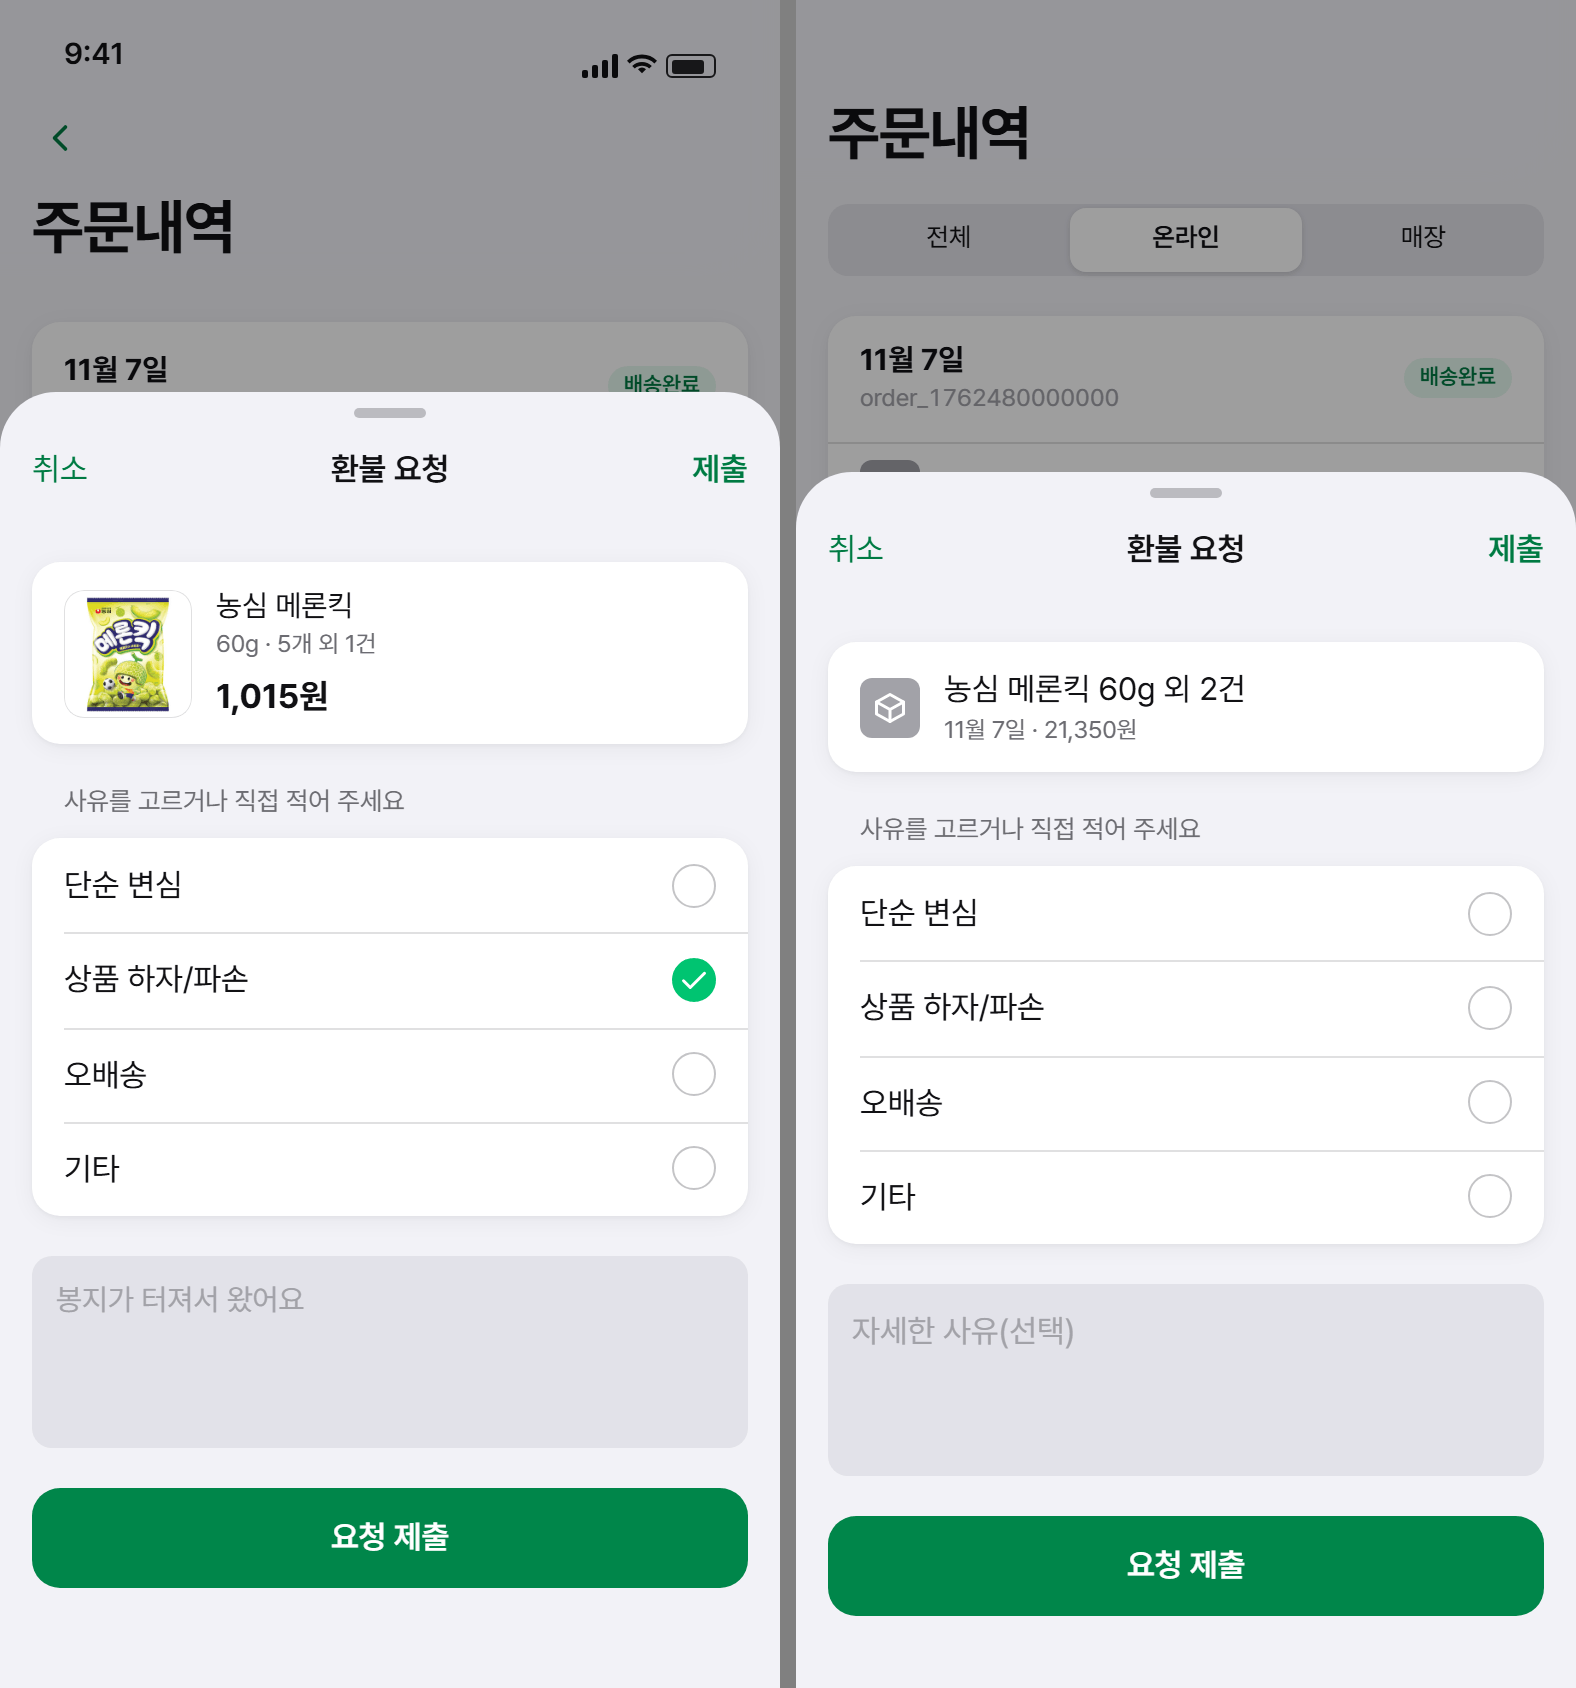 9:41
주문내역
11월 7일
배송완료
취소
환불 요청
제출
메론킥
농심 메론킥
60g · 5개 외 1건
1,015원
사유를 고르거나 직접 적어 주세요
단순 변심
상품 하자/파손
오배송
기타
봉지가 터져서 왔어요
요청 제출
주문내역
전체
온라인
매장
11월 7일
order_1762480000000
배송완료
취소
환불 요청
제출
농심 메론킥 60g 외 2건
11월 7일 · 21,350원
사유를 고르거나 직접 적어 주세요
단순 변심
상품 하자/파손
오배송
기타
자세한 사유(선택)
요청 제출